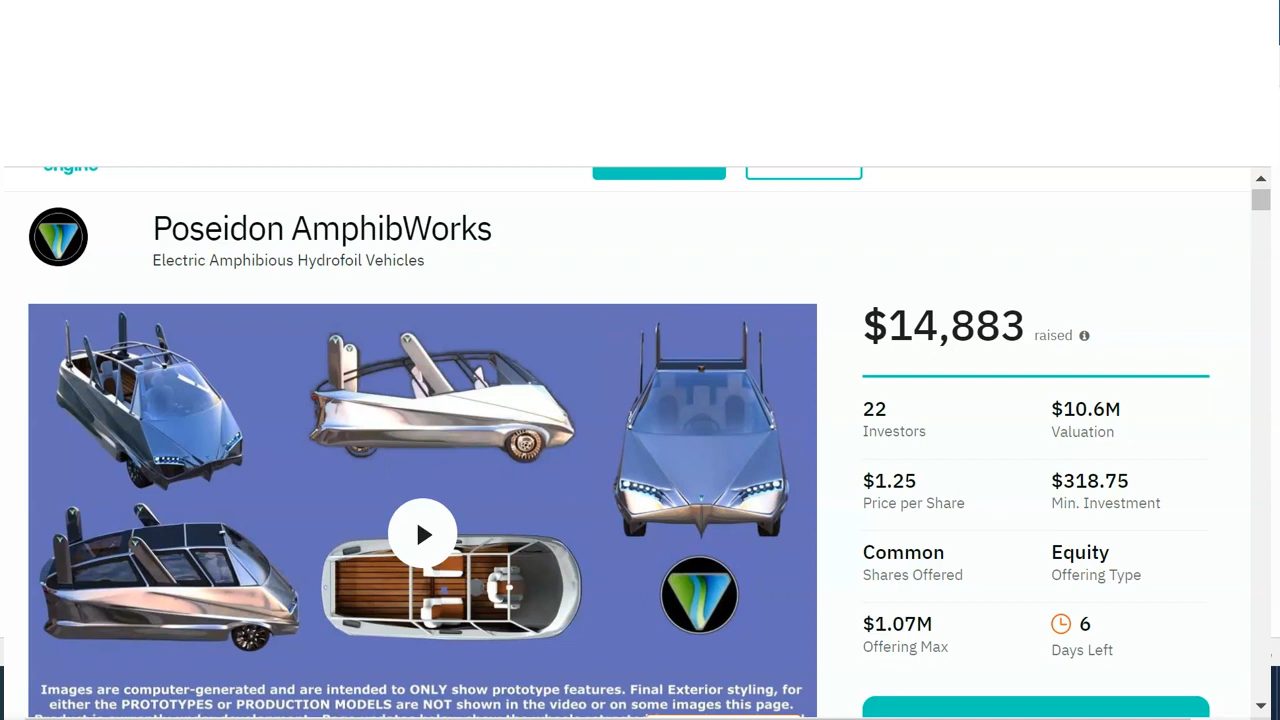 engine
Poseidon AmphibWorks
Electric Amphibious Hydrofoil Vehicles
$14,883 raised
22
Investors
$10.6M
Valuation
$1.25
Price per Share
$318.75
Min. Investment
Common
Shares Offered
Equity
Offering Type
$1.07M
Offering Max
6
Days Left
Images are computer-generated and are intended to ONLY show prototype features. Final Exterior styling, for
either the PROTOTYPES or PRODUCTION MODELS are NOT shown in the video or on some images this page.